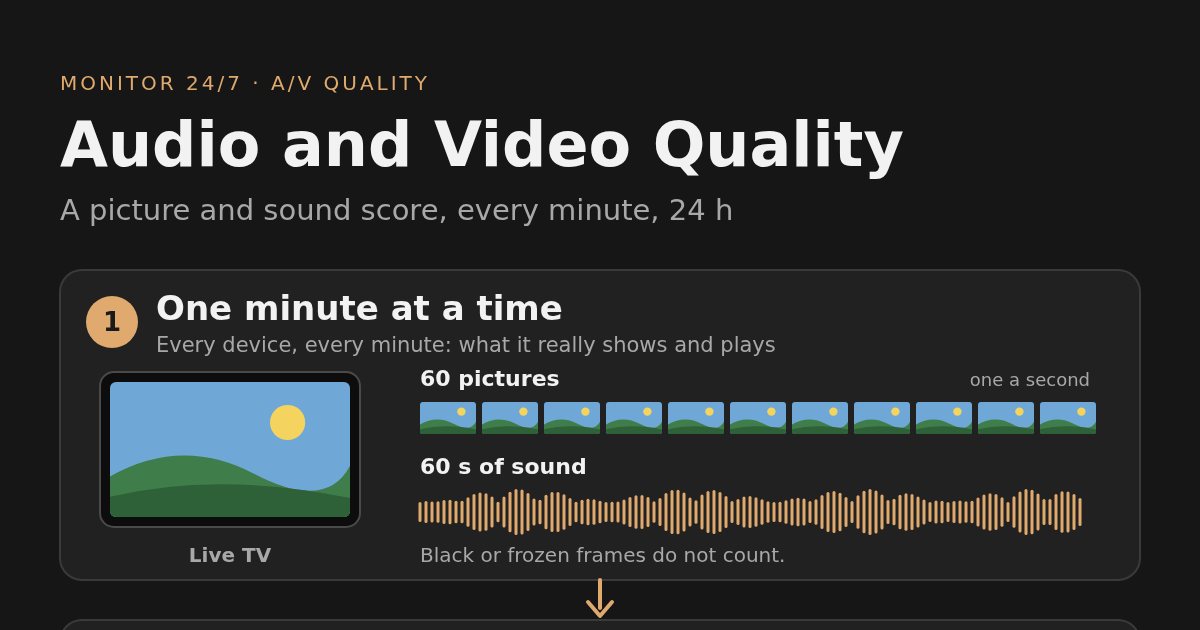 MONITOR 24/7 · A/V QUALITY
Audio and Video Quality
A picture and sound score, every minute, 24 h
1
One minute at a time
Every device, every minute: what it really shows and plays
60 pictures
one a second
60 s of sound
Live TV
Black or frozen frames do not count.